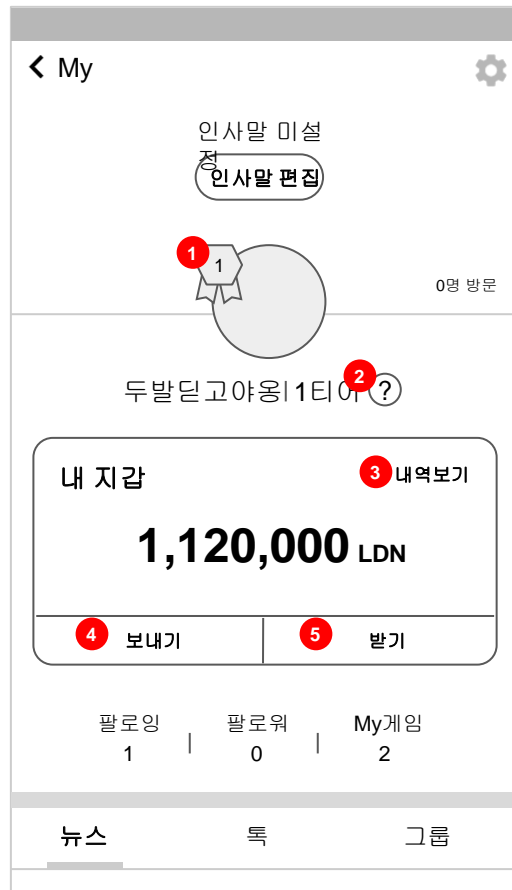 My
인사말 미설
정
인사말 편집
1
1
0명 방문
2
두발딛고야옹| 1티어 ?
내 지갑
3 내역보기
1,120,000 LDN
4 보내기
5 받기
팔로잉 | 팔로워 | My게임
1 0 2
뉴스 톡 그룹